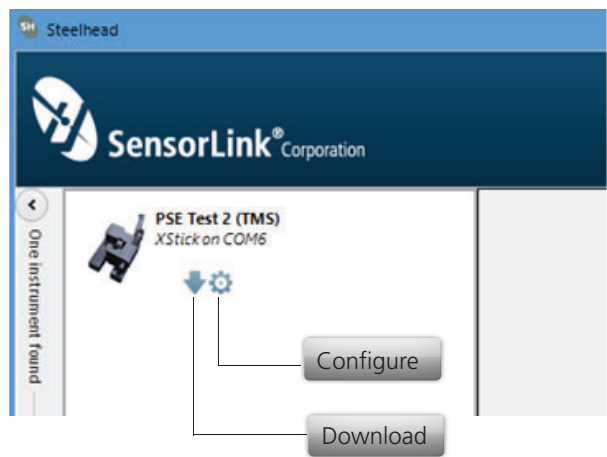 SH Steelhead
SensorLink® Corporation
One instrument found
PSE Test 2 (TMS)
XStick on COM6
Configure
Download